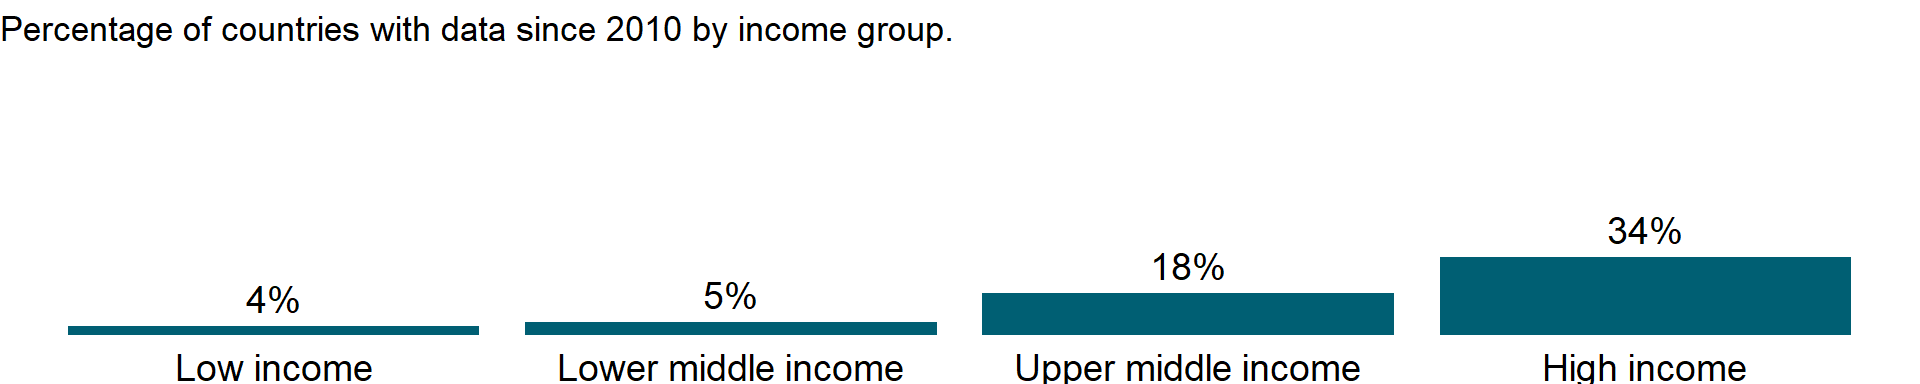 Percentage of countries with data since 2010 by income group.
34%
18%
5%
4%
Low income
Lower middle income
Upper middle income
High income